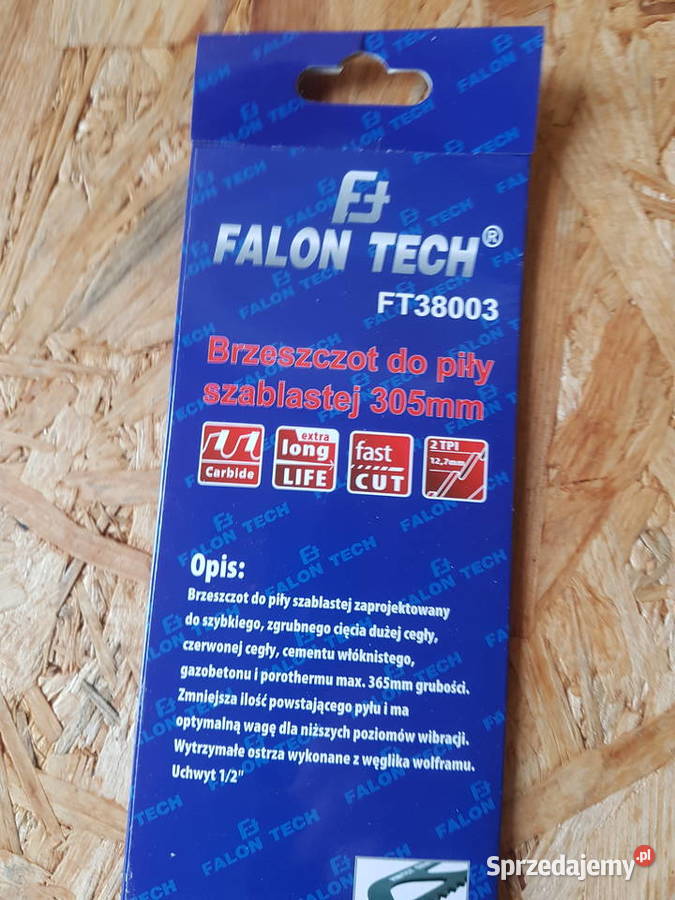 FALON TECH®
FT38003
Brzeszczot do piły
szablastej 305mm
Carbide
extra
long
LIFE
fast
CUT
2 TPI
12,7mm
Opis:
Brzeszczot do piły szablastej zaprojektowany
do szybkiego, zgrubnego cięcia dużej cegły,
czerwonej cegły, cementu włóknistego,
gazobetonu i porothermu max. 365mm grubości.
Zmniejsza ilość powstającego pyłu i ma
optymalną wagę dla niższych poziomów wibracji.
Wytrzymałe ostrza wykonane z węglika wolframu.
Uchwyt 1/2"
Sprzedajemy.pl